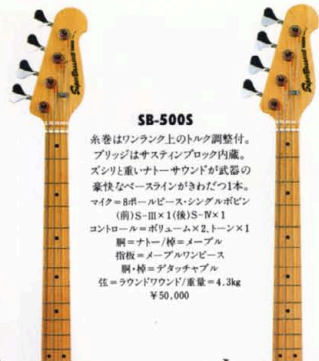 SB-500S
糸巻はワンランク上のトルク調整付。
ブリッジはサスティンブロック内蔵。
ズシリと重いナトーサウンドが武器の
豪快なベースラインがきわだつ1本。
マイク=8ポールピース・シングルボビン
(前)S-III×1(後)S-IV×1
コントロール=ボリューム×2、トーン×1
胴=ナトー/棹=メープル
指板=メープルワンピース
胴・棹=デタッチャブル
弦=ラウンドワウンド/重量=4.3kg
¥50,000